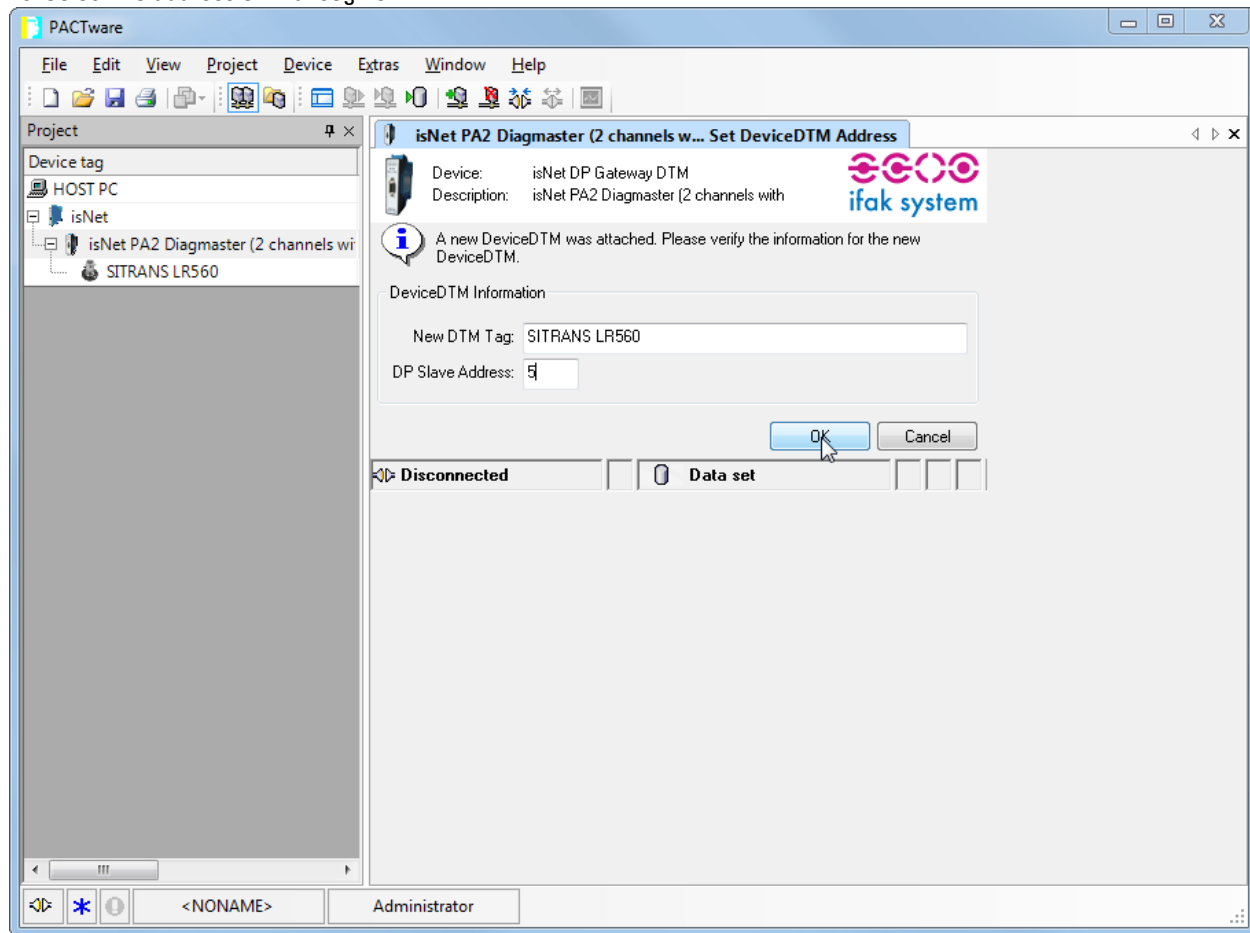 PACTware
File Edit View Project Device Extras Window Help
Project
Device tag
HOST PC
isNet
isNet PA2 Diagmaster (2 channels wi
SITRANS LR560
isNet PA2 Diagmaster (2 channels w... Set DeviceDTM Address
Device: isNet DP Gateway DTM
Description: isNet PA2 Diagmaster (2 channels with
ifak system
A new DeviceDTM was attached. Please verify the information for the new
DeviceDTM.
DeviceDTM Information
New DTM Tag: SITRANS LR560
DP Slave Address: 5
OK Cancel
Disconnected Data set
<NONAME> Administrator